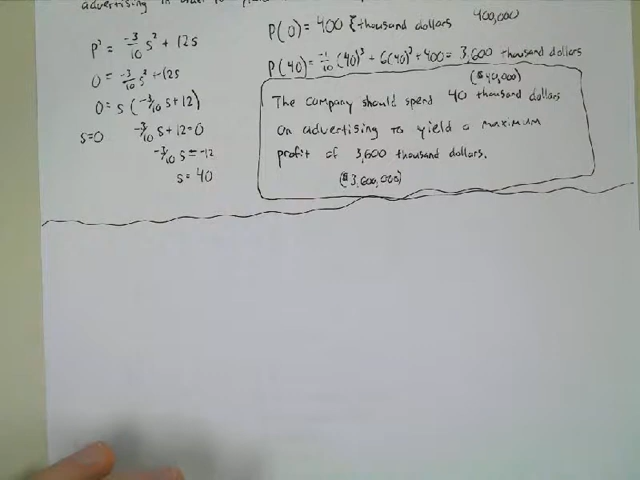 advertising in order to yield
P' = -3/10 s² + 12s
0 = -3/10 s² + 12s
0 = s(-3/10 s + 12)
s=0 -3/10 s + 12 = 0
-3/10 s = -12
s = 40
P(0) = 400 thousand dollars 400,000
P(40) = -1/10 (40)³ + 6(40)² + 400 = 3,600 thousand dollars
($40,000)
The company should spend 40 thousand dollars
on advertising to yield a maximum
profit of 3,600 thousand dollars.
($3,600,000)